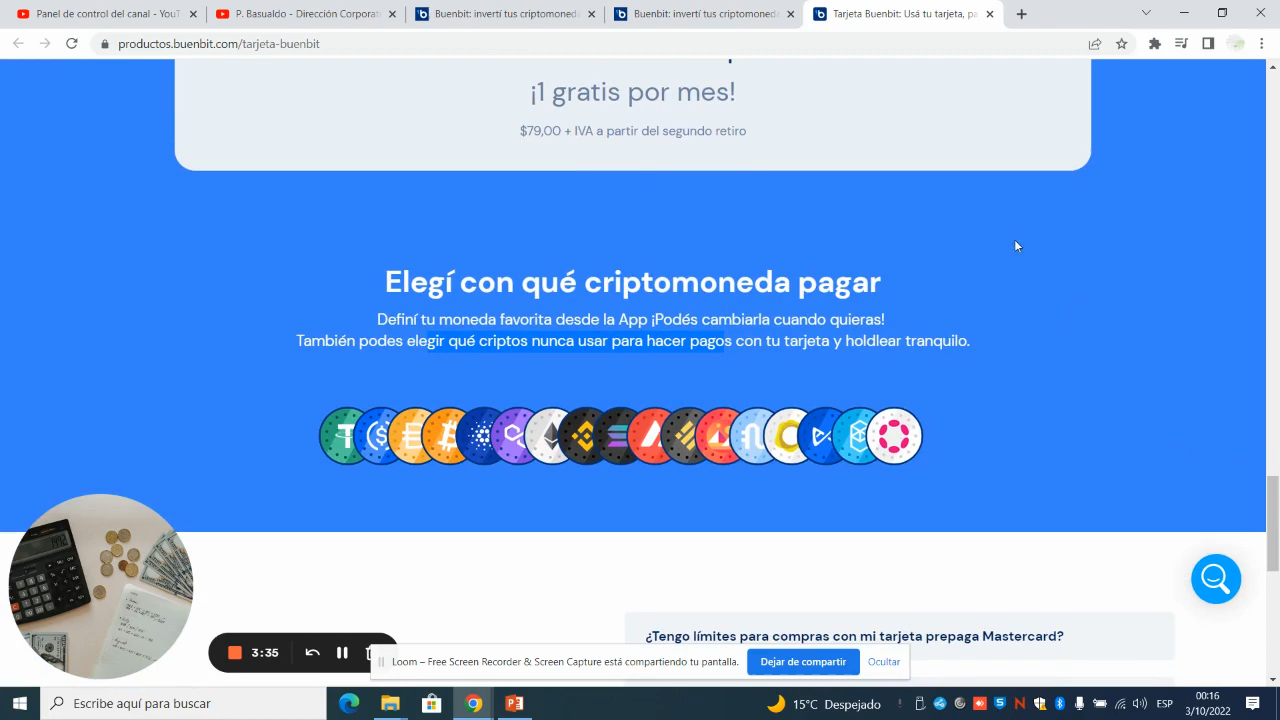 Panel de control de canal - YouT
P. Basualdo - Dirección Corporat
Buenbit: invertí tus criptomoneda
Buenbit: invertí tus criptomoneda
Tarjeta Buenbit: Usá tu tarjeta, pa
productos.buenbit.com/tarjeta-buenbit
¡1 gratis por mes!
$79,00 + IVA a partir del segundo retiro
Elegí con qué criptomoneda pagar
Definí tu moneda favorita desde la App ¡Podés cambiarla cuando quieras!
También podes elegir qué criptos nunca usar para hacer pagos con tu tarjeta y holdlear tranquilo.
¿Tengo límites para compras con mi tarjeta prepaga Mastercard?
3:35
Loom – Free Screen Recorder & Screen Capture está compartiendo tu pantalla.
Dejar de compartir
Ocultar
Escribe aquí para buscar
15°C Despejado
ESP
00:16
3/10/2022